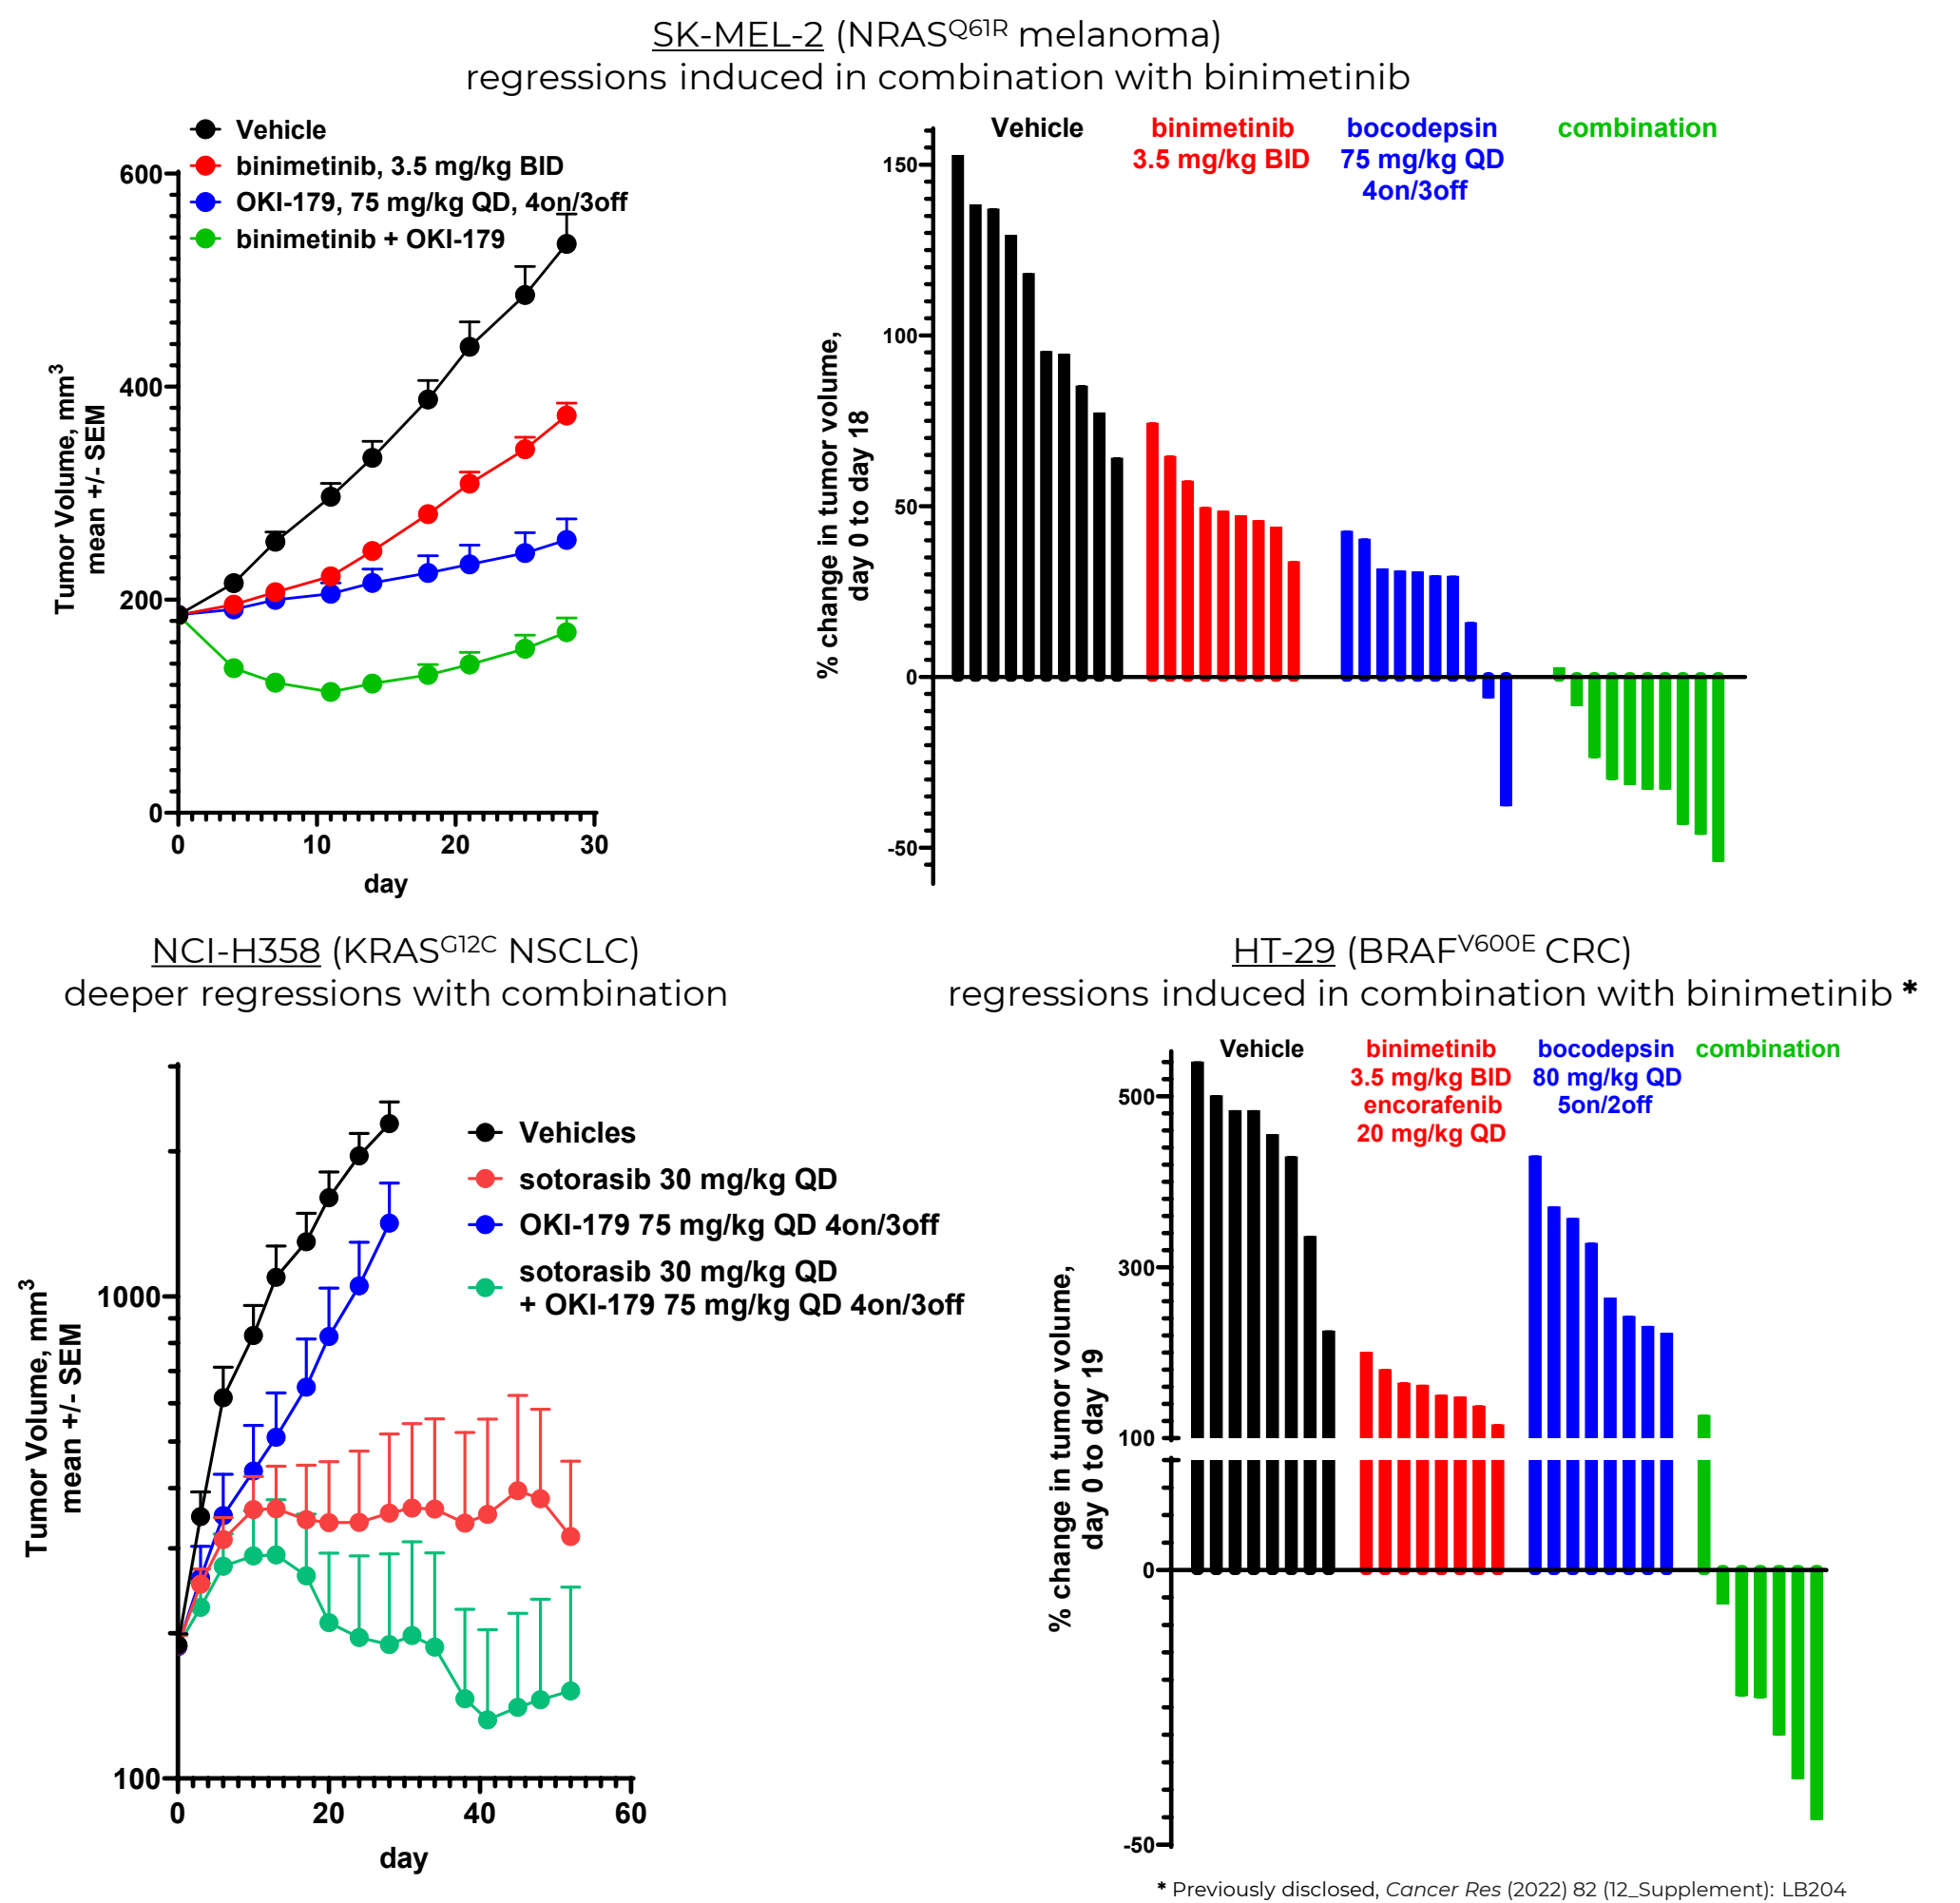 SK-MEL-2 (NRASQ61R melanoma)
regressions induced in combination with binimetinib
Vehicle
binimetinib, 3.5 mg/kg BID
OKI-179, 75 mg/kg QD, 4on/3off
binimetinib + OKI-179
600
400
200
0
Tumor Volume, mm3
mean +/- SEM
0 10 20 30
day
Vehicle
binimetinib
3.5 mg/kg BID
bocodepsin
75 mg/kg QD
4on/3off
combination
150
100
50
0
-50
% change in tumor volume,
day 0 to day 18
NCI-H358 (KRASG12C NSCLC)
deeper regressions with combination
Vehicles
sotorasib 30 mg/kg QD
OKI-179 75 mg/kg QD 4on/3off
sotorasib 30 mg/kg QD
+ OKI-179 75 mg/kg QD 4on/3off
1000
100
Tumor Volume, mm3
mean +/- SEM
0 20 40 60
day
HT-29 (BRAFV600E CRC)
regressions induced in combination with binimetinib *
Vehicle
binimetinib
3.5 mg/kg BID
encorafenib
20 mg/kg QD
bocodepsin
80 mg/kg QD
5on/2off
combination
500
300
100
0
-50
% change in tumor volume,
day 0 to day 19
* Previously disclosed, Cancer Res (2022) 82 (12_Supplement): LB204